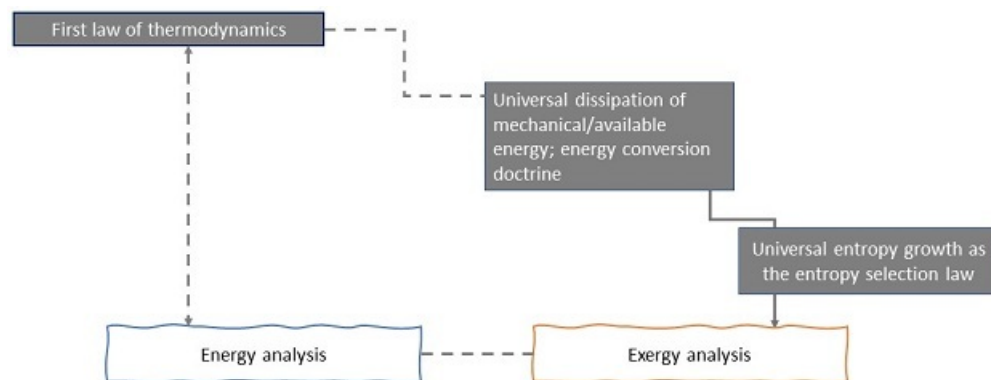 First law of thermodynamics
Universal dissipation of
mechanical/available
energy; energy conversion
doctrine
Universal entropy growth as
the entropy selection law
Energy analysis
Exergy analysis